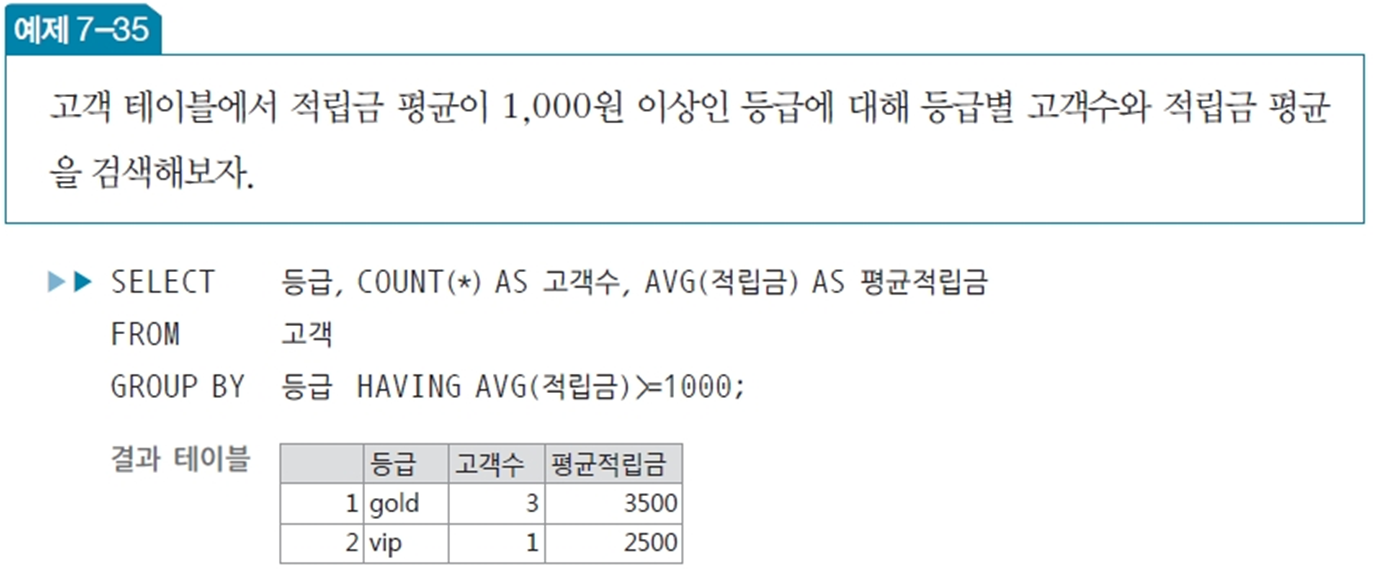 예제 7–35
고객 테이블에서 적립금 평균이 1,000원 이상인 등급에 대해 등급별 고객수와 적립금 평균
을 검색해보자.
SELECT 등급, COUNT(*) AS 고객수, AVG(적립금) AS 평균적립금
FROM 고객
GROUP BY 등급 HAVING AVG(적립금)>=1000;
결과 테이블
등급 고객수 평균적립금
1 gold 3 3500
2 vip 1 2500